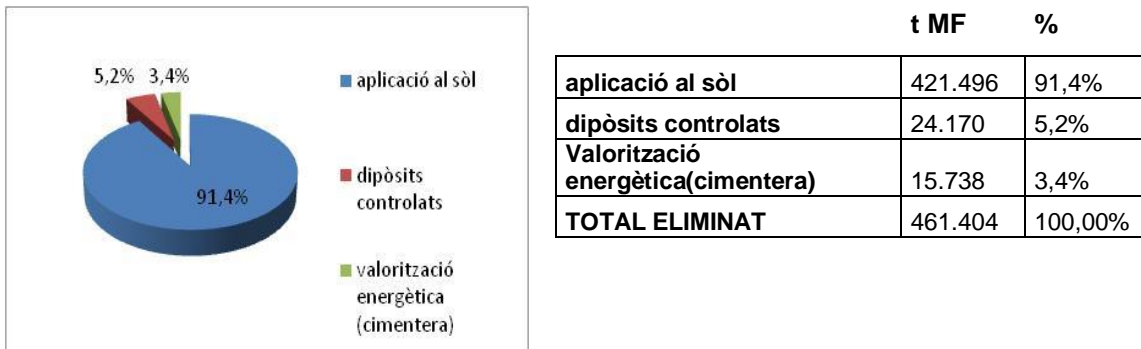 5,2% 3,4%
91,4%
aplicació al sòl
dipòsits
controlats
valorització
energètica
(cimentera)
t MF %
aplicació al sòl 421.496 91,4%
dipòsits controlats 24.170 5,2%
Valorització
energètica(cimentera) 15.738 3,4%
TOTAL ELIMINAT 461.404 100,00%